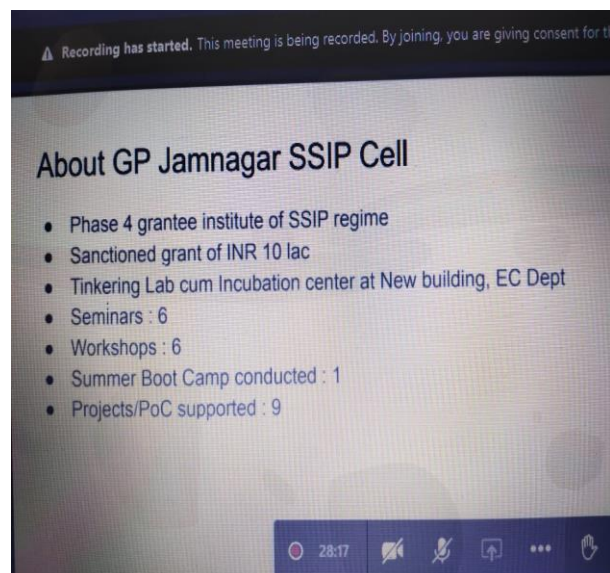 Recording has started. This meeting is being recorded. By joining, you are giving consent for
About GP Jamnagar SSIP Cell
• Phase 4 grantee institute of SSIP regime
• Sanctioned grant of INR 10 lac
• Tinkering Lab cum Incubation center at New building, EC Dept
• Seminars : 6
• Workshops : 6
• Summer Boot Camp conducted : 1
• Projects/PoC supported : 9
28:17